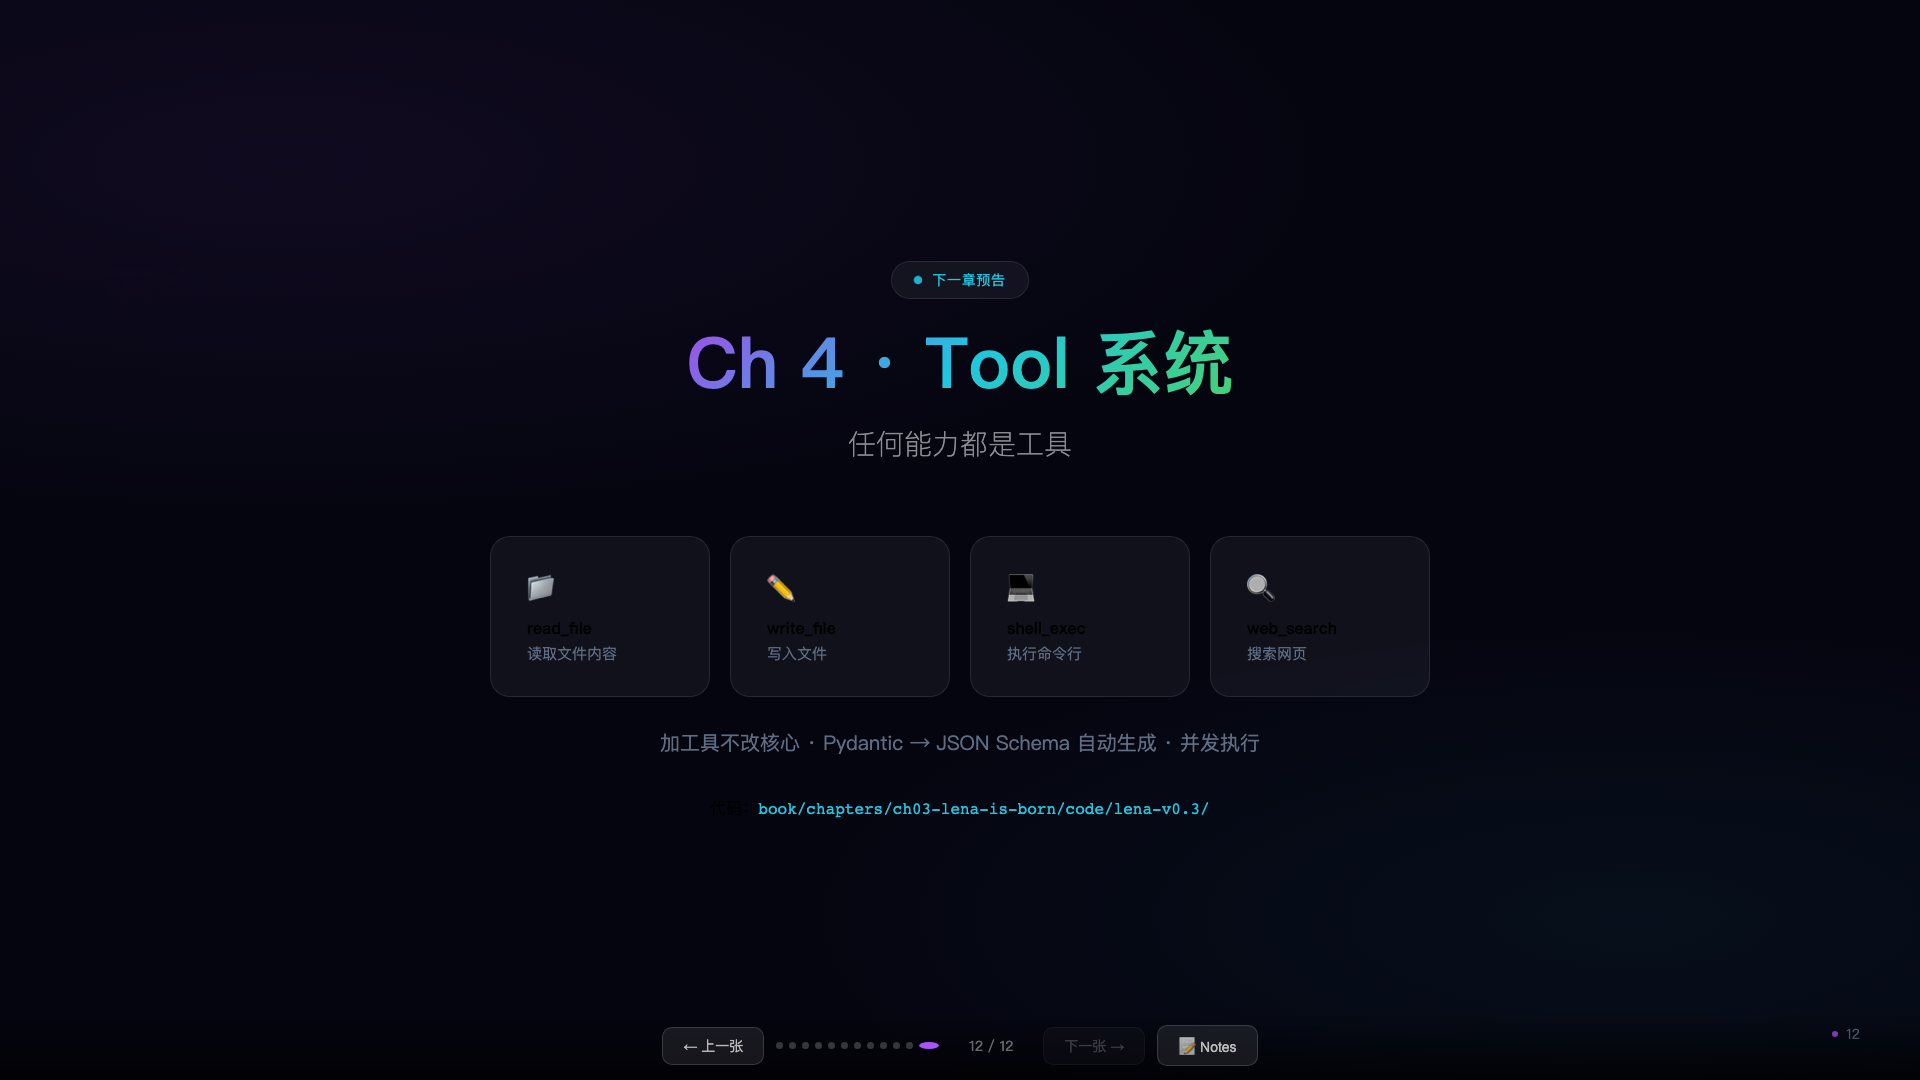 下一章预告
Ch 4 · Tool 系统
任何能力都是工具
read_file
读取文件内容
write_file
写入文件
shell_exec
执行命令行
web_search
搜索网页
加工具不改核心 · Pydantic → JSON Schema 自动生成 · 并发执行
代码: book/chapters/ch03-lena-is-born/code/lena-v0.3/
← 上一张
12 / 12
下一张 →
Notes
12